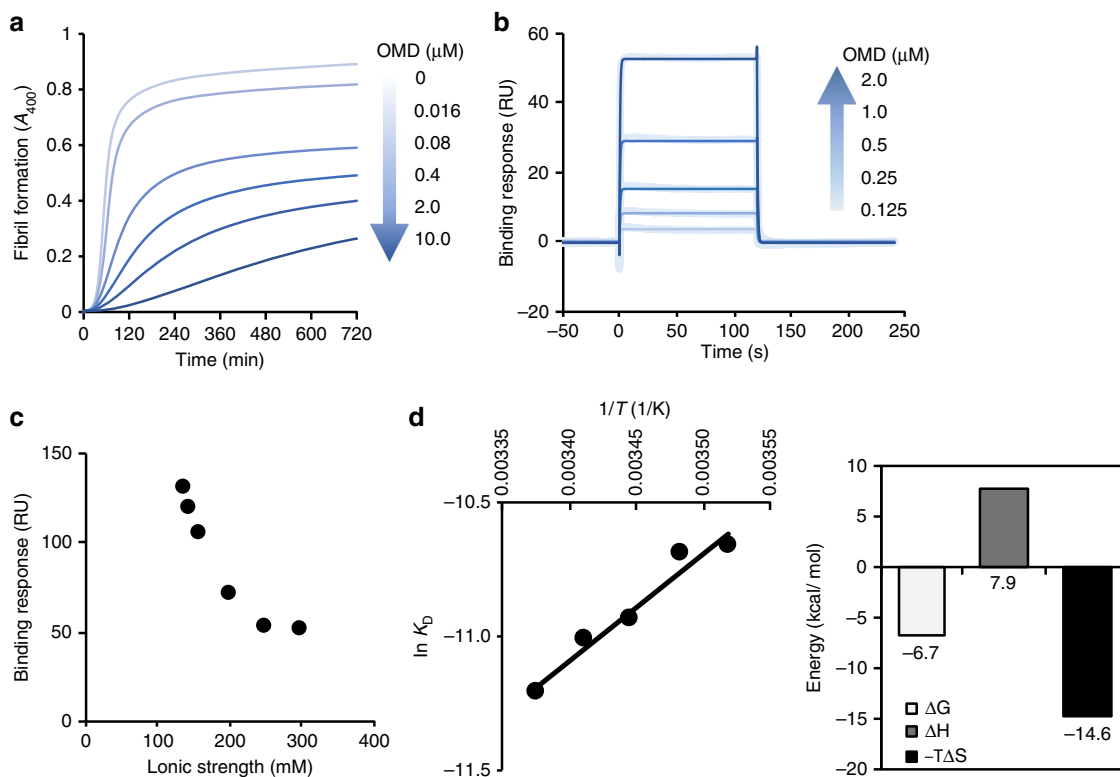 a
Fibril formation (A400)
1
0.8
0.6
0.4
0.2
0
0 120 240 360 480 600 720
Time (min)
OMD (μM)
0
0.016
0.08
0.4
2.0
10.0
b
Binding response (RU)
60
40
20
0
−20
−50 0 50 100 150 200 250
Time (s)
OMD (μM)
2.0
1.0
0.5
0.25
0.125
c
Binding response (RU)
150
100
50
0
0 100 200 300 400
Lonic strength (mM)
d
1/T (1/K)
0.00335 0.00340 0.00345 0.00350 0.00355
ln KD
−10.5
−11.0
−11.5
Energy (kcal/ mol)
10
5
0
−5
−10
−15
−20
−6.7
7.9
−14.6
ΔG
ΔH
−TΔS